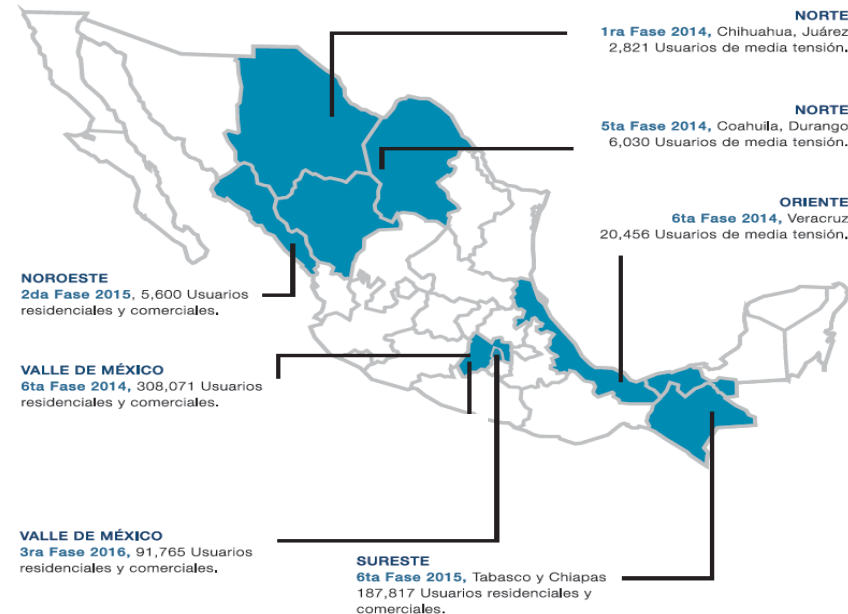 NORTE
1ra Fase 2014, Chihuahua, Juárez
2,821 Usuarios de media tensión.
NORTE
5ta Fase 2014, Coahuila, Durango
6,030 Usuarios de media tensión.
ORIENTE
6ta Fase 2014, Veracruz
20,456 Usuarios de media tensión.
NOROESTE
2da Fase 2015, 5,600 Usuarios
residenciales y comerciales.
VALLE DE MÉXICO
6ta Fase 2014, 308,071 Usuarios
residenciales y comerciales.
VALLE DE MÉXICO
3ra Fase 2016, 91,765 Usuarios
residenciales y comerciales.
SURESTE
6ta Fase 2015, Tabasco y Chiapas
187,817 Usuarios residenciales y
comerciales.